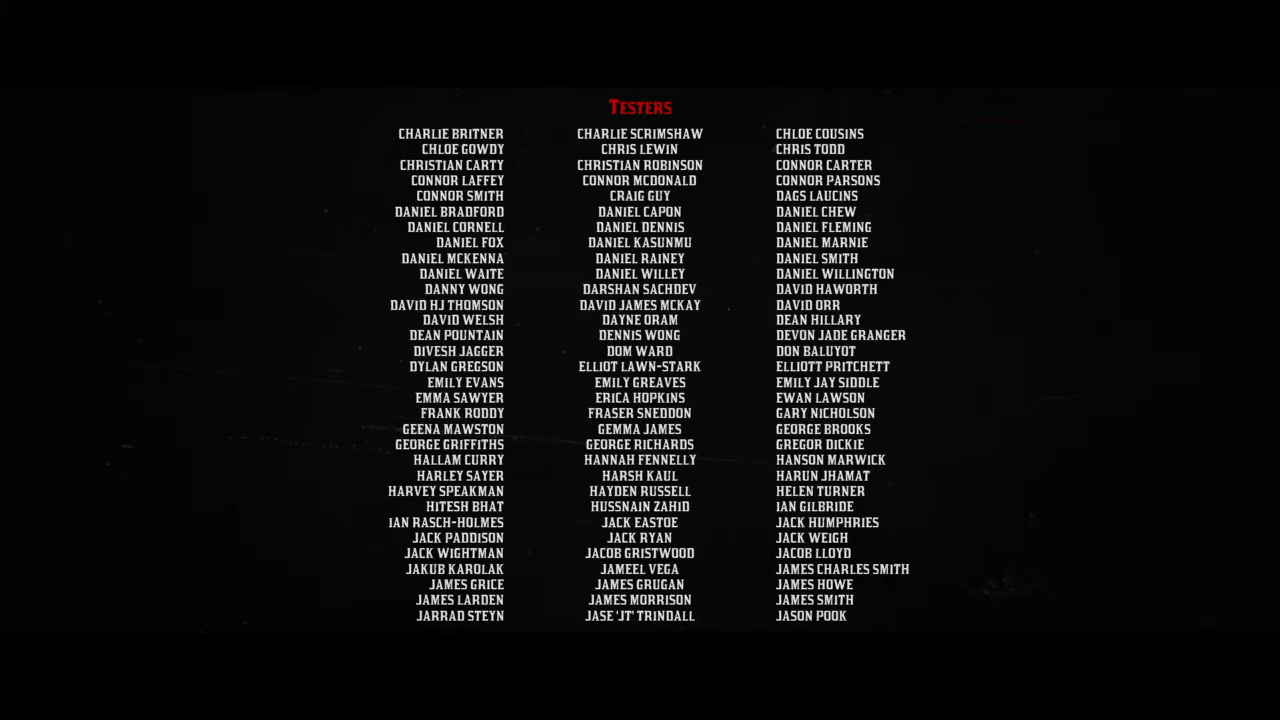 Testers
CHARLIE BRITNER CHARLIE SCRIMSHAW CHLOE COUSINS
CHLOE GOWDY CHRIS LEWIN CHRIS TODD
CHRISTIAN CARTY CHRISTIAN ROBINSON CONNOR CARTER
CONNOR LAFFEY CONNOR MCDONALD CONNOR PARSONS
CONNOR SMITH CRAIG GUY DAGS LAUCINS
DANIEL BRADFORD DANIEL CAPON DANIEL CHEW
DANIEL CORNELL DANIEL DENNIS DANIEL FLEMING
DANIEL FOX DANIEL KASUNMU DANIEL MARNIE
DANIEL MCKENNA DANIEL RAINEY DANIEL SMITH
DANIEL WAITE DANIEL WILLEY DANIEL WILLINGTON
DANNY WONG DARSHAN SACHDEV DAVID HAWORTH
DAVID HJ THOMSON DAVID JAMES MCKAY DAVID ORR
DAVID WELSH DAYNE ORAM DEAN HILLARY
DEAN POUNTAIN DENNIS WONG DEVON JADE GRANGER
DIVESH JAGGER DOM WARD DON BALUYOT
DYLAN GREGSON ELLIOT LAWN-STARK ELLIOTT PRITCHETT
EMILY EVANS EMILY GREAVES EMILY JAY SIDDLE
EMMA SAWYER ERICA HOPKINS EWAN LAWSON
FRANK RODDY FRASER SNEDDON GARY NICHOLSON
GEENA MAWSTON GEMMA JAMES GEORGE BROOKS
GEORGE GRIFFITHS GEORGE RICHARDS GREGOR DICKIE
HALLAM CURRY HANNAH FENNELLY HANSON MARWICK
HARLEY SAYER HARSH KAUL HARUN JHAMAT
HARVEY SPEAKMAN HAYDEN RUSSELL HELEN TURNER
HITESH BHAT HUSSNAIN ZAHID IAN GILBRIDE
IAN RASCH-HOLMES JACK EASTOE JACK HUMPHRIES
JACK PADDISON JACK RYAN JACK WEIGH
JACK WIGHTMAN JACOB GRISTWOOD JACOB LLOYD
JAKUB KAROLAK JAMEEL VEGA JAMES CHARLES SMITH
JAMES GRICE JAMES GRUGAN JAMES HOWE
JAMES LARDEN JAMES MORRISON JAMES SMITH
JARRAD STEYN JASE 'JT' TRINDALL JASON POOK